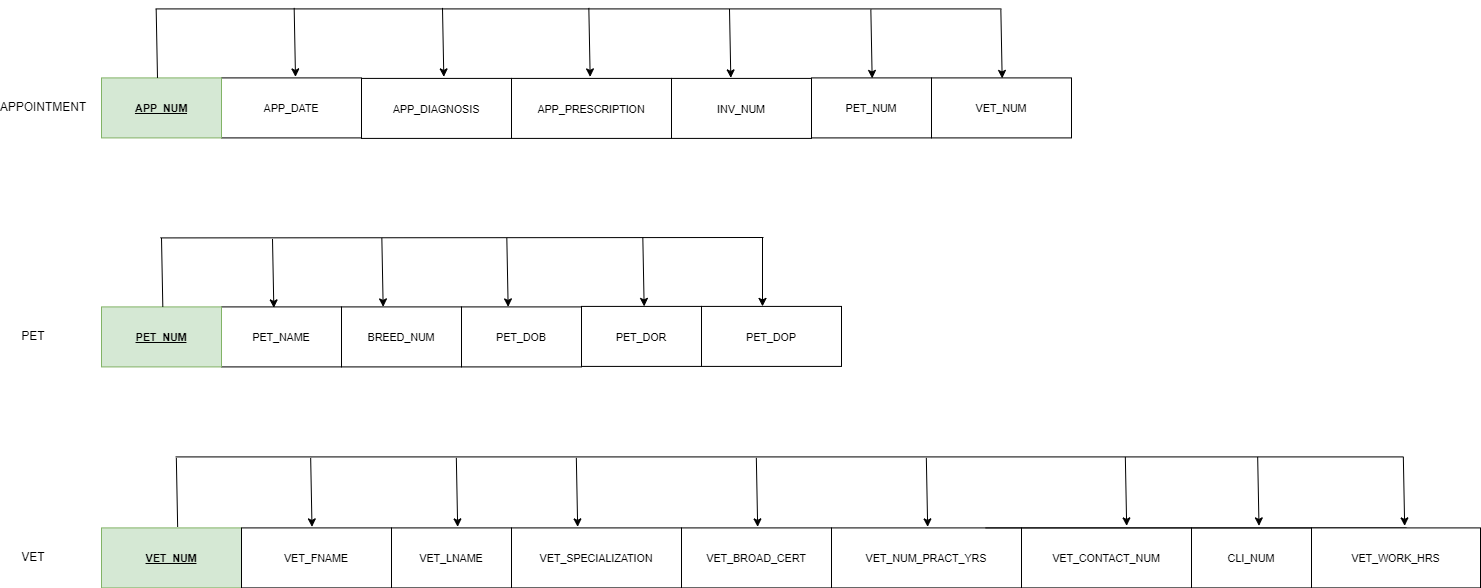 APPOINTMENT APP_NUM APP_DATE APP_DIAGNOSIS APP_PRESCRIPTION INV_NUM PET_NUM VET_NUM
PET PET_NUM PET_NAME BREED_NUM PET_DOB PET_DOR PET_DOP
VET VET_NUM VET_FNAME VET_LNAME VET_SPECIALIZATION VET_BROAD_CERT VET_NUM_PRACT_YRS VET_CONTACT_NUM CLI_NUM VET_WORK_HRS